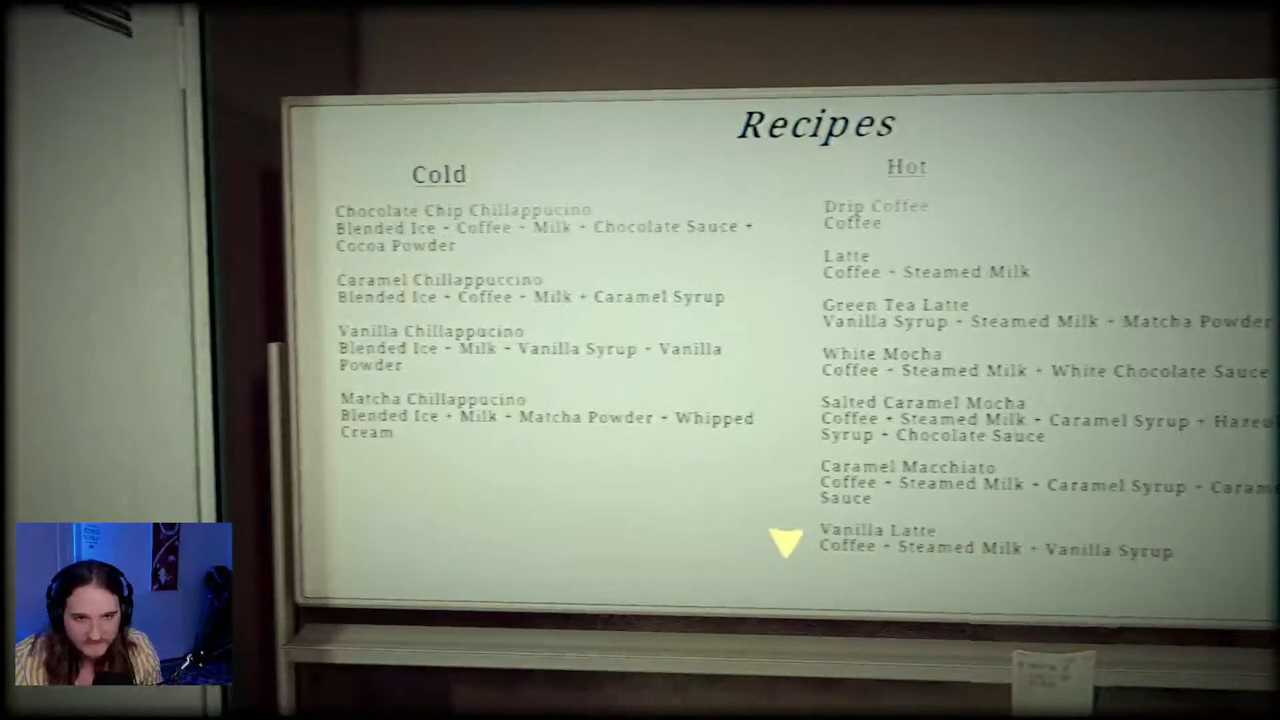 Recipes
Cold
Chocolate Chip Chillappucino
Blended Ice - Coffee - Milk - Chocolate Sauce +
Cocoa Powder
Caramel Chillappuccino
Blended Ice + Coffee + Milk + Caramel Syrup
Vanilla Chillappucino
Blended Ice - Milk - Vanilla Syrup - Vanilla
Powder
Matcha Chillappucino
Blended Ice + Milk - Matcha Powder - Whipped
Cream
Hot
Drip Coffee
Coffee
Latte
Coffee - Steamed Milk
Green Tea Latte
Vanilla Syrup - Steamed Milk - Matcha Powder
White Mocha
Coffee - Steamed Milk + White Chocolate Sauce
Salted Caramel Mocha
Coffee + Steamed Milk + Caramel Syrup +
Syrup - Chocolate Sauce
Caramel Macchiato
Coffee - Steamed Milk + Caramel Syrup +
Sauce
Vanilla Latte
Coffee - Steamed Milk - Vanilla Syrup